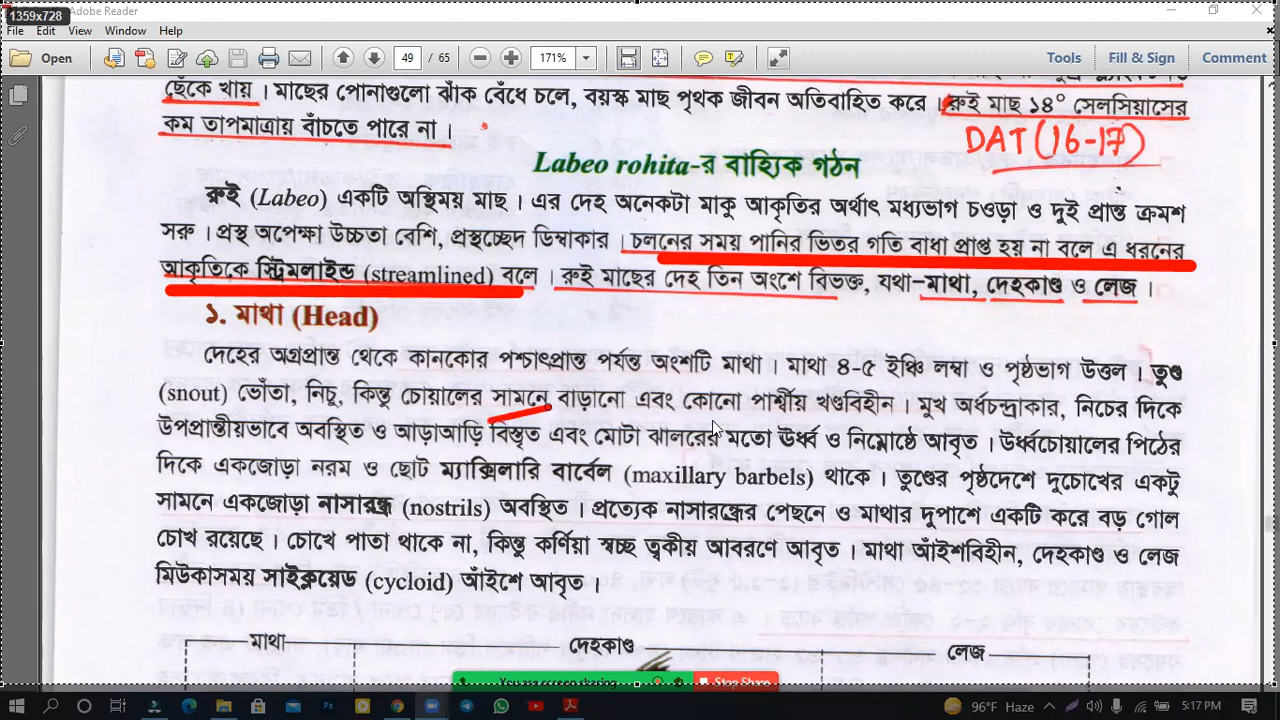 1359x728
be Reader
File Edit View Window Help
Open 49 / 65 171% Tools Fill & Sign Comment
ছেঁকে খায় । মাছের পোনাগুলো ঝাঁক বেঁধে চলে, বয়স্ক মাছ পৃথক জীবন অতিবাহিত করে । রুই মাছ ১৪° সেলসিয়াসের
কম তাপমাত্রায় বাঁচতে পারে না ।
DAT (16-17)
Labeo rohita-র বাহ্যিক গঠন
রুই (Labeo) একটি অস্থিময় মাছ । এর দেহ অনেকটা মাকু আকৃতির অর্থাৎ মধ্যভাগ চওড়া ও দুই প্রান্ত ক্রমশ
সরু । প্রস্থ অপেক্ষা উচ্চতা বেশি, প্রস্থচ্ছেদ ডিম্বাকার । চলনের সময় পানির ভিতর গতি বাধা প্রাপ্ত হয় না বলে এ ধরনের
আকৃতিকে স্ট্রিমলাইন্ড (streamlined) বলে । রুই মাছের দেহ তিন অংশে বিভক্ত, যথা–মাথা, দেহকাণ্ড ও লেজ ।
১. মাথা (Head)
দেহের অগ্রপ্রান্ত থেকে কানকোর পশ্চাৎপ্রান্ত পর্যন্ত অংশটি মাথা । মাথা ৪-৫ ইঞ্চি লম্বা ও পৃষ্ঠভাগ উত্তল । তুণ্ড
(snout) ভোঁতা, নিচু, কিন্তু চোয়ালের সামনে বাড়ানো এবং কোনো পার্শ্বীয় খণ্ডবিহীন । মুখ অর্ধচন্দ্রাকার, নিচের দিকে
উপপ্রান্তীয়ভাবে অবস্থিত ও আড়াআড়ি বিস্তৃত এবং মোটা ঝালরের মতো ঊর্ধ্ব ও নিম্নোষ্ঠে আবৃত । উর্ধ্বচোয়ালের পিঠের
দিকে একজোড়া নরম ও ছোট ম্যাক্সিলারি বার্বেল (maxillary barbels) থাকে । তুণ্ডের পৃষ্ঠদেশে দুচোখের একটু
সামনে একজোড়া নাসারন্ধ্র (nostrils) অবস্থিত । প্রত্যেক নাসারন্ধ্রের পেছনে ও মাথার দুপাশে একটি করে বড় গোল
চোখ রয়েছে । চোখে পাতা থাকে না, কিন্তু কর্ণিয়া স্বচ্ছ ত্বকীয় আবরণে আবৃত । মাথা আঁইশবিহীন, দেহকাণ্ড ও লেজ
মিউকাসময় সাইক্লয়েড (cycloid) আঁইশে আবৃত ।
মাথা দেহকাণ্ড লেজ
You are screen sharing Stop Share
96°F Haze 5:17 PM